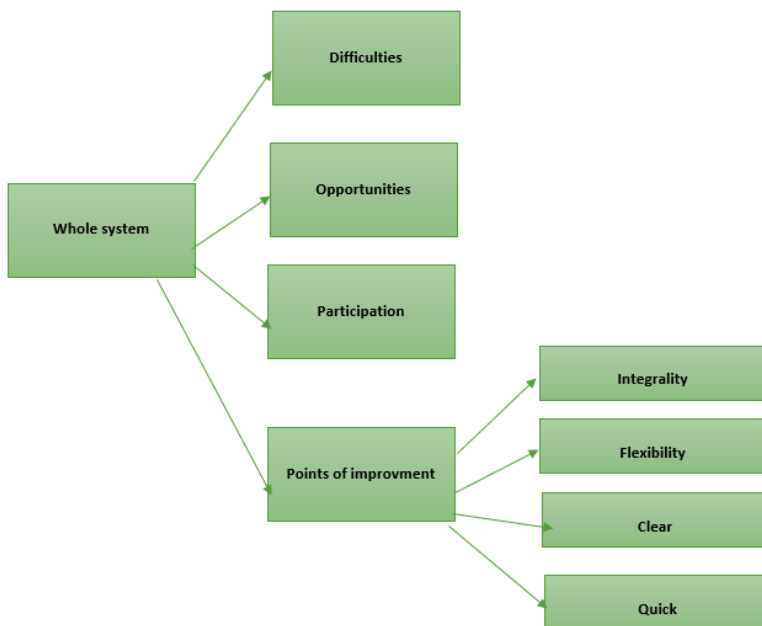 Difficulties
Opportunities
Whole system
Participation
Integrality
Flexibility
Points of improvment
Clear
Quick